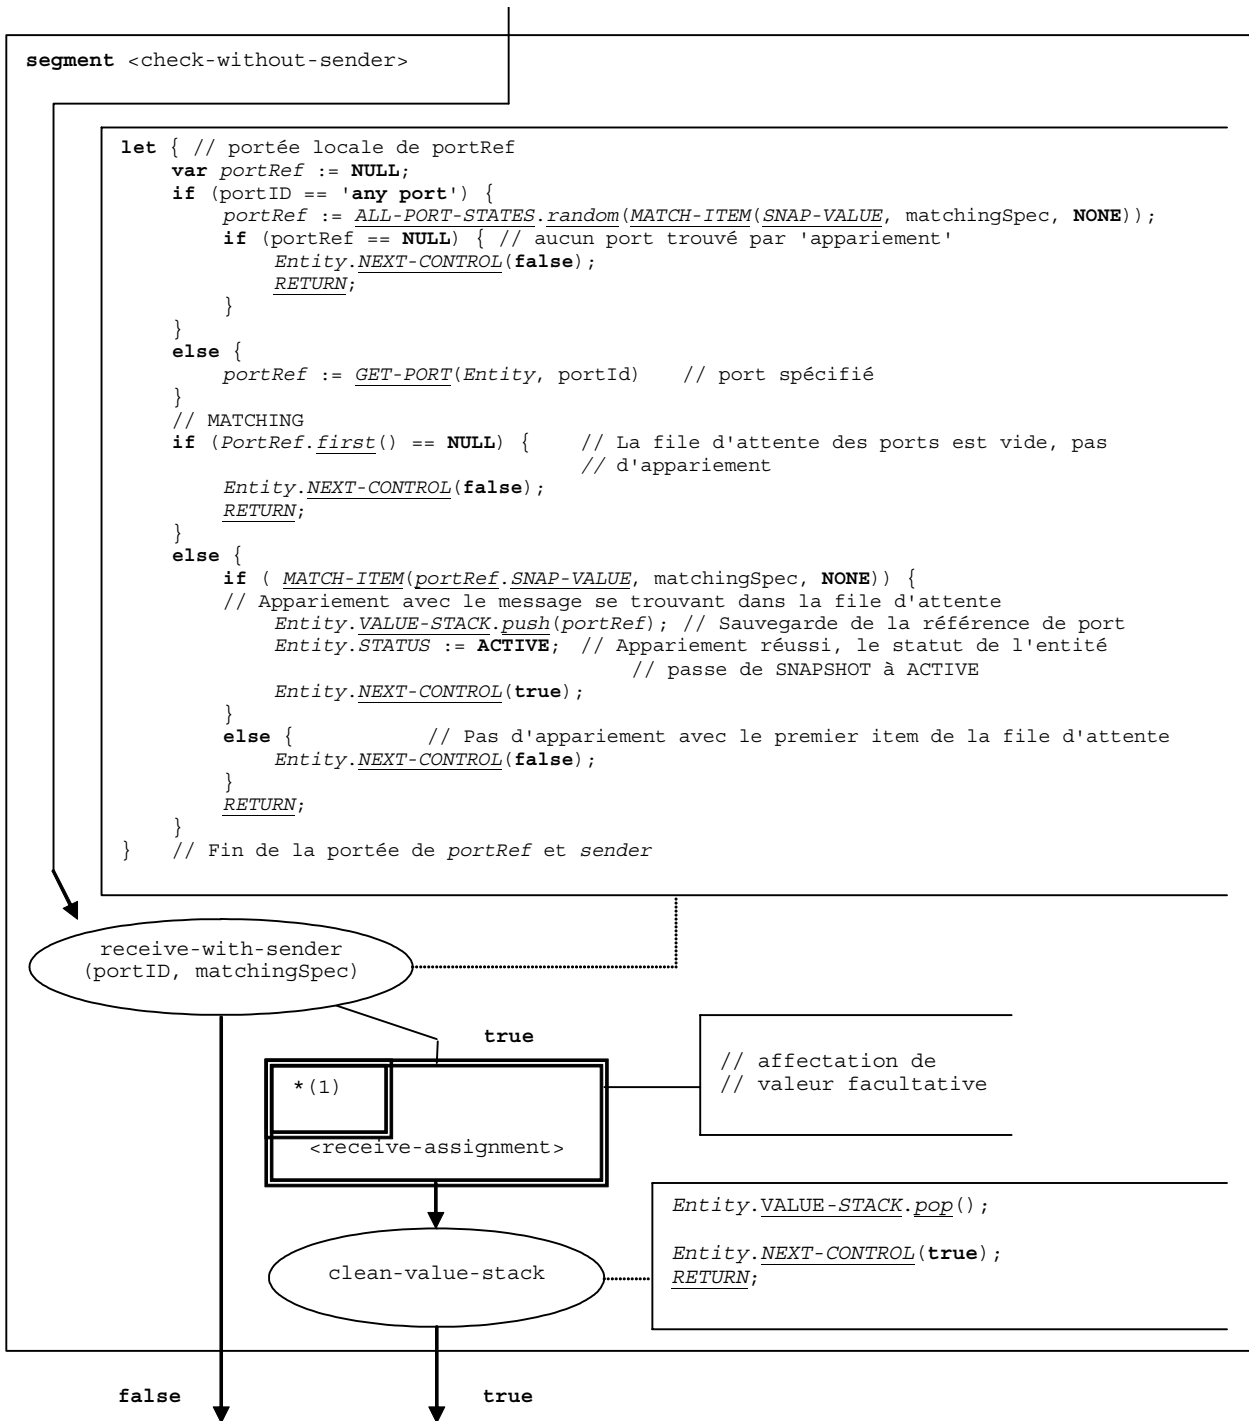 segment <check-without-sender>
let { // portée locale de portRef
var portRef := NULL;
if (portID == 'any port') {
portRef := ALL-PORT-STATES.random(MATCH-ITEM(SNAP-VALUE, matchingSpec, NONE));
if (portRef == NULL) { // aucun port trouvé par 'appariement'
Entity.NEXT-CONTROL(false);
RETURN;
}
}
else {
portRef := GET-PORT(Entity, portId) // port spécifié
}
// MATCHING
if (PortRef.first() == NULL) { // La file d'attente des ports est vide, pas
// d'appariement
Entity.NEXT-CONTROL(false);
RETURN;
}
else {
if ( MATCH-ITEM(portRef.SNAP-VALUE, matchingSpec, NONE)) {
// Appariement avec le message se trouvant dans la file d'attente
Entity.VALUE-STACK.push(portRef); // Sauvegarde de la référence de port
Entity.STATUS := ACTIVE; // Appariement réussi, le statut de l'entité
// passe de SNAPSHOT à ACTIVE
Entity.NEXT-CONTROL(true);
}
else { // Pas d'appariement avec le premier item de la file d'attente
Entity.NEXT-CONTROL(false);
}
RETURN;
}
} // Fin de la portée de portRef et sender
receive-with-sender
(portID, matchingSpec)
true
// affectation de
// valeur facultative
*(1)
<receive-assignment>
Entity.VALUE-STACK.pop();
Entity.NEXT-CONTROL(true);
RETURN;
clean-value-stack
false
true